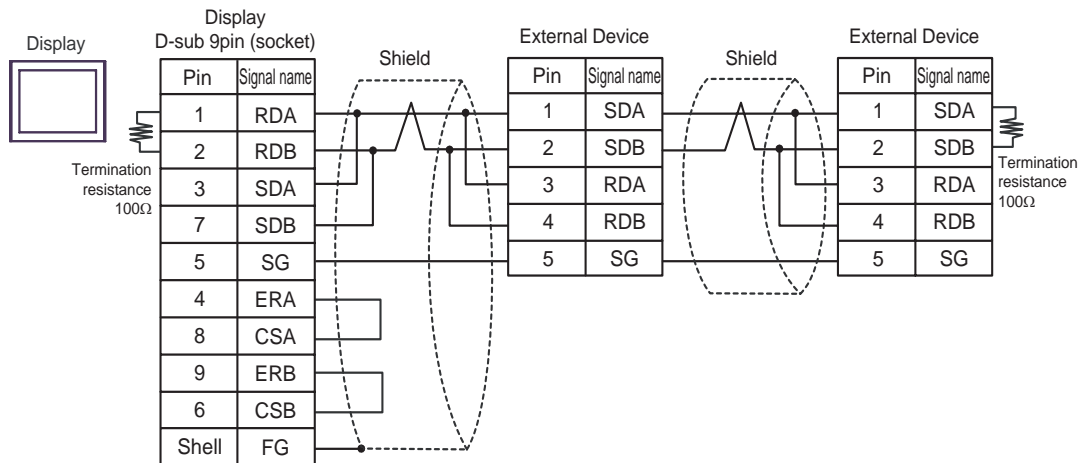 Display
Display
D-sub 9pin (socket)
Pin Signal name
1 RDA
2 RDB
3 SDA
7 SDB
5 SG
4 ERA
8 CSA
9 ERB
6 CSB
Shell FG
Termination
resistance
100Ω
Shield
External Device
Pin Signal name
1 SDA
2 SDB
3 RDA
4 RDB
5 SG
Shield
External Device
Pin Signal name
1 SDA
2 SDB
3 RDA
4 RDB
5 SG
Termination
resistance
100Ω